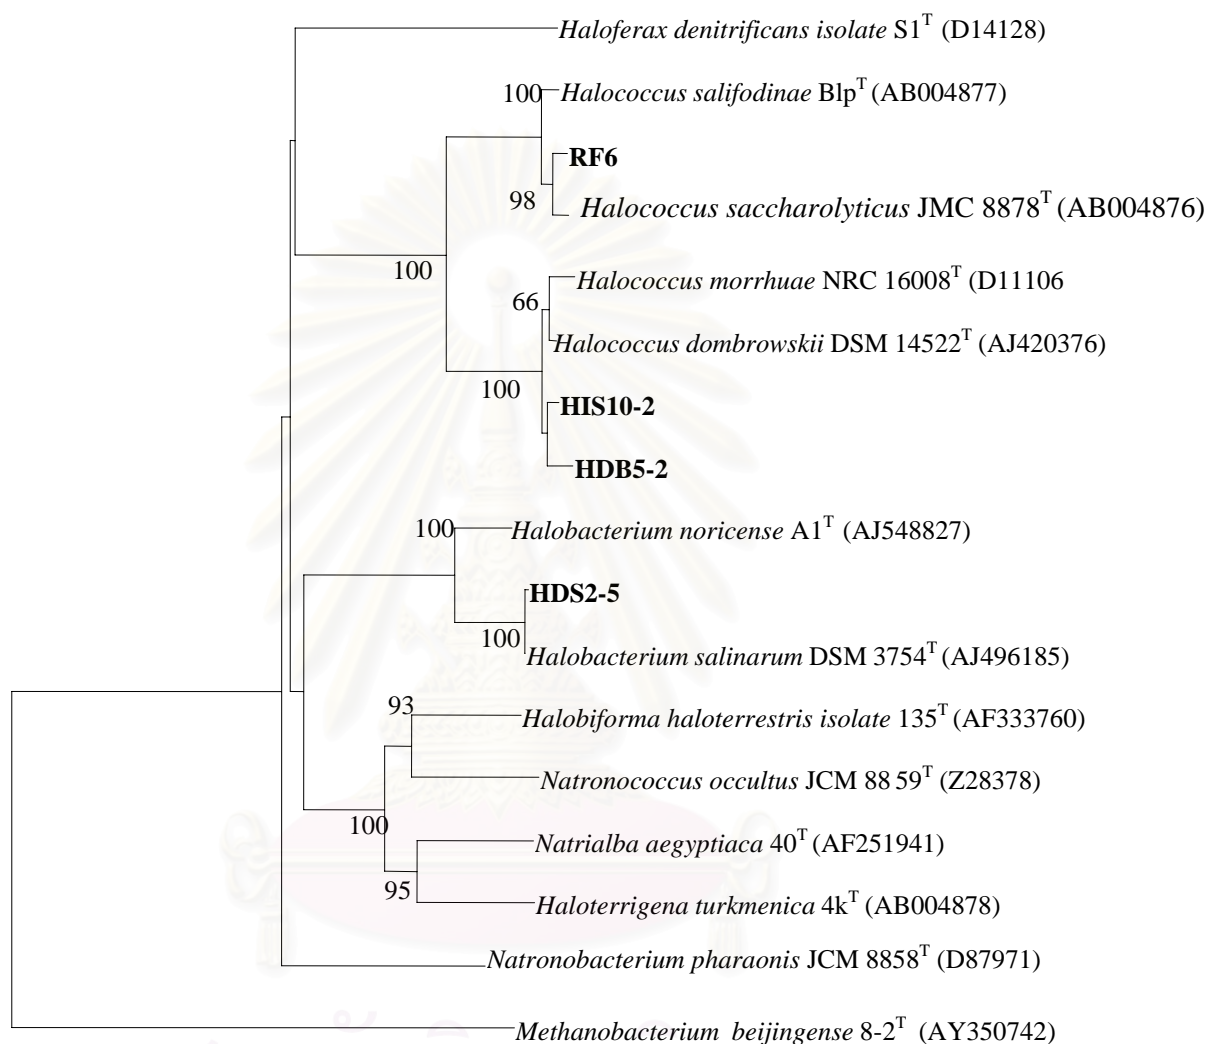 Haloferax denitrificans isolate S1T (D14128)
100 Halococcus salifodinae BlpT (AB004877)
RF6
98 Halococcus saccharolyticus JMC 8878T (AB004876)
100
Halococcus morrhuae NRC 16008T (D11106
66
Halococcus dombrowskii DSM 14522T (AJ420376)
100
HIS10-2
HDB5-2
100 Halobacterium noricense A1T (AJ548827)
HDS2-5
100
Halobacterium salinarum DSM 3754T (AJ496185)
93
Halobiforma haloterrestris isolate 135T (AF333760)
Natronococcus occultus JCM 88 59T (Z28378)
100
Natrialba aegyptiaca 40T (AF251941)
95
Haloterrigena turkmenica 4kT (AB004878)
Natronobacterium pharaonis JCM 8858T (D87971)
Methanobacterium beijingense 8-2T (AY350742)